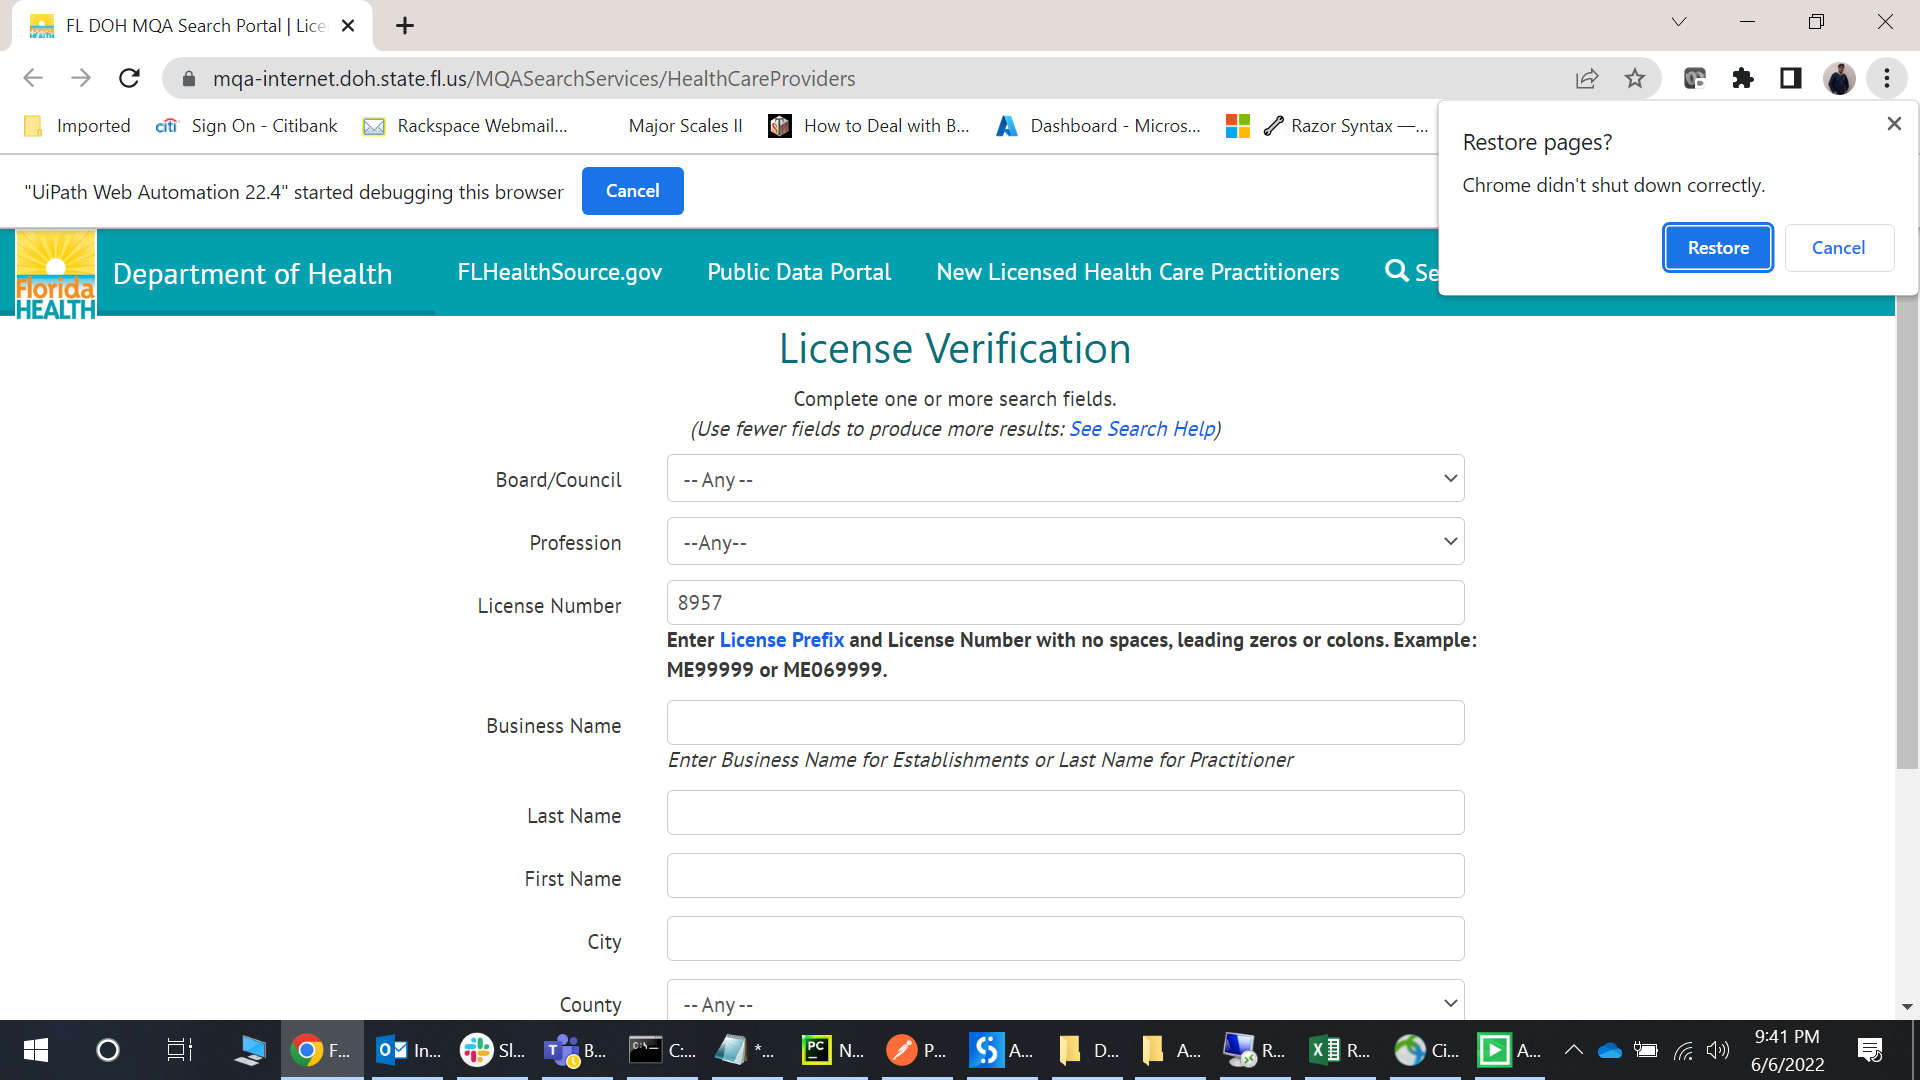 FL DOH MQA Search Portal | Lice
mqa-internet.doh.state.fl.us/MQASearchServices/HealthCareProviders
Imported
citi
Sign On - Citibank
Rackspace Webmail...
Major Scales II
How to Deal with B...
Dashboard - Micros...
Razor Syntax —...
Restore pages?
Chrome didn't shut down correctly.
Restore
Cancel
"UiPath Web Automation 22.4" started debugging this browser
Cancel
Florida
HEALTH
Department of Health
FLHealthSource.gov
Public Data Portal
New Licensed Health Care Practitioners
Se
License Verification
Complete one or more search fields.
(Use fewer fields to produce more results: See Search Help)
Board/Council
-- Any --
Profession
--Any--
License Number
8957
Enter License Prefix and License Number with no spaces, leading zeros or colons. Example:
ME99999 or ME069999.
Business Name
Enter Business Name for Establishments or Last Name for Practitioner
Last Name
First Name
City
County
-- Any --
F...
In...
Sl...
B...
C:...
*...
PC
N...
P...
A...
D...
A...
R...
R...
Ci...
A...
9:41 PM
6/6/2022